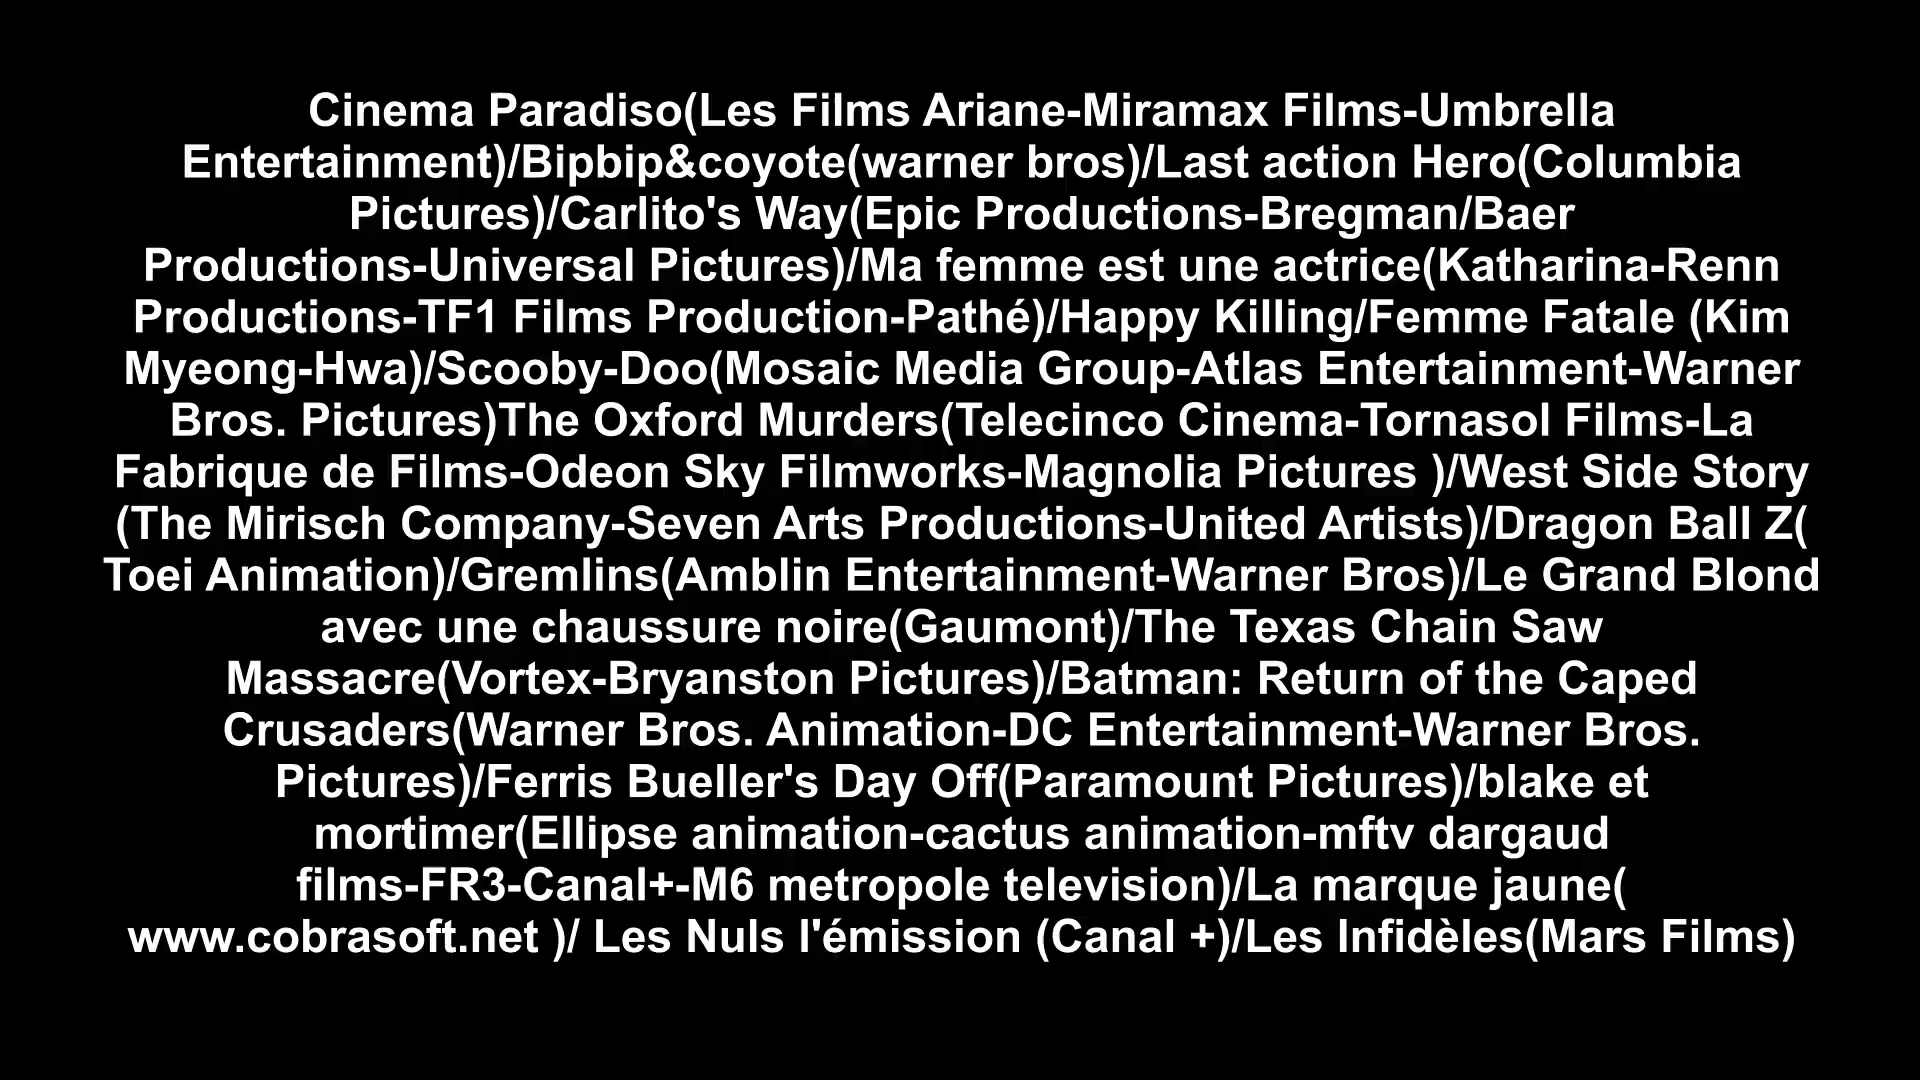 Cinema Paradiso(Les Films Ariane-Miramax Films-Umbrella
Entertainment)/Bipbip&coyote(warner bros)/Last action Hero(Columbia
Pictures)/Carlito's Way(Epic Productions-Bregman/Baer
Productions-Universal Pictures)/Ma femme est une actrice(Katharina-Renn
Productions-TF1 Films Production-Pathé)/Happy Killing/Femme Fatale (Kim
Myeong-Hwa)/Scooby-Doo(Mosaic Media Group-Atlas Entertainment-Warner
Bros. Pictures)The Oxford Murders(Telecinco Cinema-Tornasol Films-La
Fabrique de Films-Odeon Sky Filmworks-Magnolia Pictures )/West Side Story
(The Mirisch Company-Seven Arts Productions-United Artists)/Dragon Ball Z(
Toei Animation)/Gremlins(Amblin Entertainment-Warner Bros)/Le Grand Blond
avec une chaussure noire(Gaumont)/The Texas Chain Saw
Massacre(Vortex-Bryanston Pictures)/Batman: Return of the Caped
Crusaders(Warner Bros. Animation-DC Entertainment-Warner Bros.
Pictures)/Ferris Bueller's Day Off(Paramount Pictures)/blake et
mortimer(Ellipse animation-cactus animation-mftv dargaud
films-FR3-Canal+-M6 metropole television)/La marque jaune(
www.cobrasoft.net )/ Les Nuls l'émission (Canal +)/Les Infidèles(Mars Films)